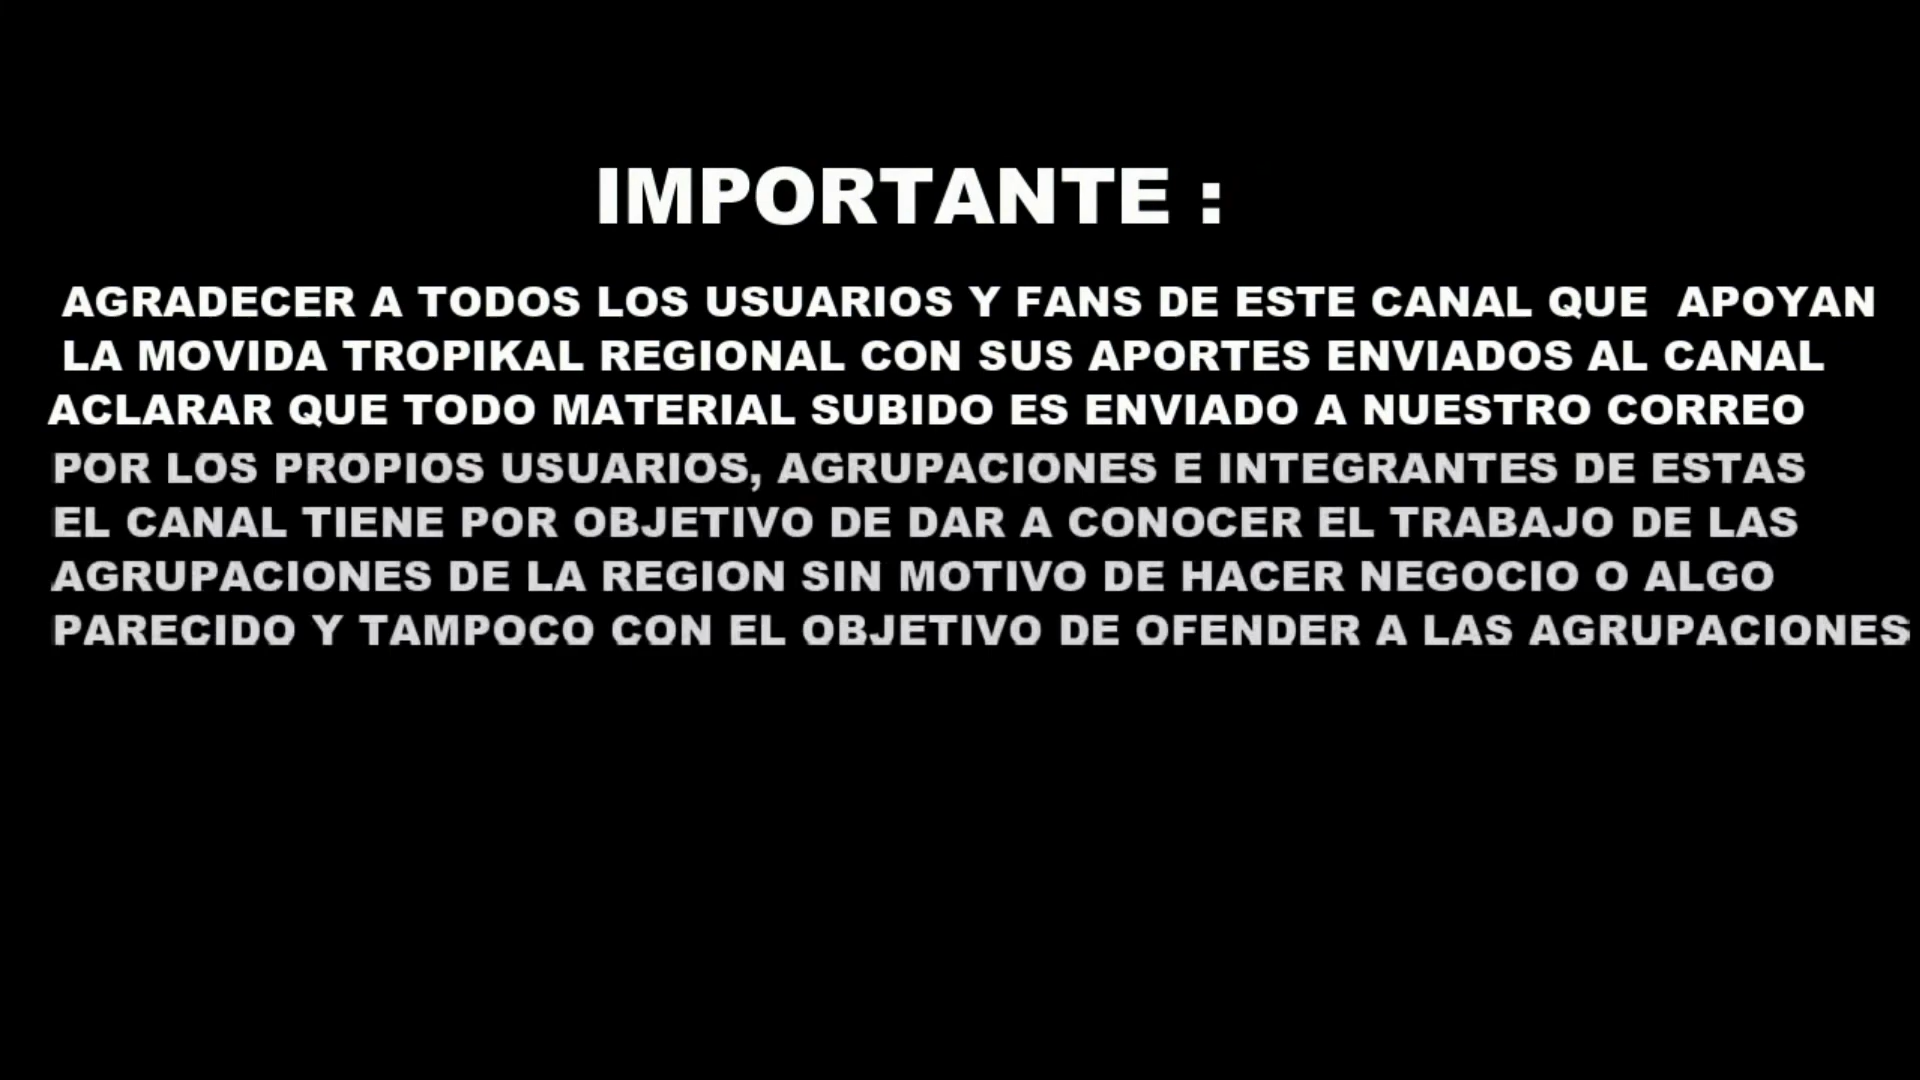 IMPORTANTE :
AGRADECER A TODOS LOS USUARIOS Y FANS DE ESTE CANAL QUE APOYAN
LA MOVIDA TROPIKAL REGIONAL CON SUS APORTES ENVIADOS AL CANAL
ACLARAR QUE TODO MATERIAL SUBIDO ES ENVIADO A NUESTRO CORREO
POR LOS PROPIOS USUARIOS, AGRUPACIONES E INTEGRANTES DE ESTAS
EL CANAL TIENE POR OBJETIVO DE DAR A CONOCER EL TRABAJO DE LAS
AGRUPACIONES DE LA REGION SIN MOTIVO DE HACER NEGOCIO O ALGO
PARECIDO Y TAMPOCO CON EL OBJETIVO DE OFENDER A LAS AGRUPACIONES